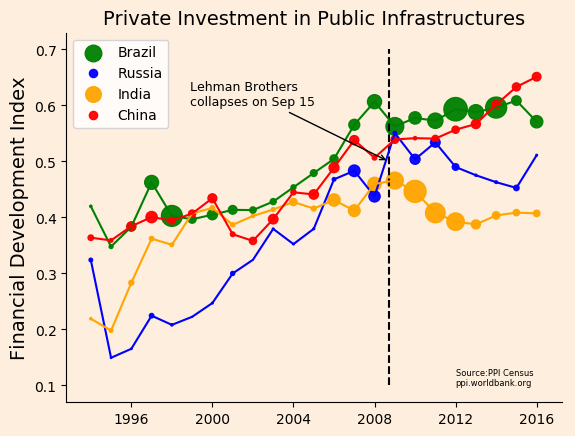 Private Investment in Public Infrastructures
Financial Development Index
0.7
0.6
0.5
0.4
0.3
0.2
0.1
Brazil
Russia
India
China
Lehman Brothers
collapses on Sep 15
Source:PPI Census
ppi.worldbank.org
1996
2000
2004
2008
2012
2016